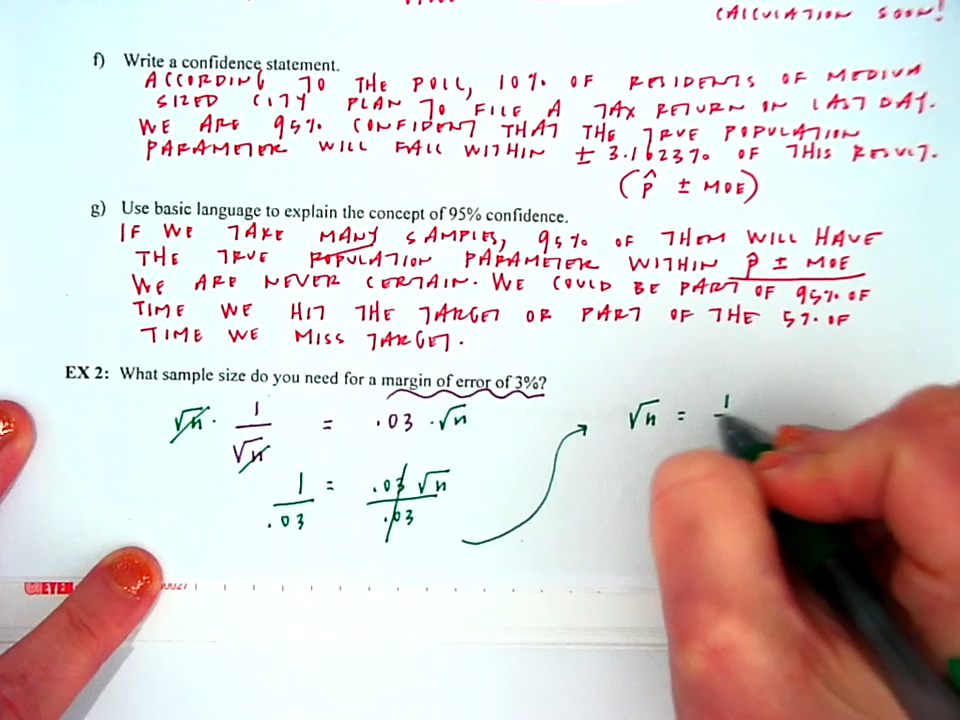 CALCULATION SOON!
f) Write a confidence statement.
ACCORDING TO THE POLL, 10% OF RESIDENTS OF MEDIUM
SIZED CITY PLAN TO FILE A TAX RETURN ON LAST DAY.
WE ARE 95% CONFIDENT THAT THE TRUE POPULATION
PARAMETER WILL FALL WITHIN ± 3.1623% OF THIS RESULT.
(p̂ ± MOE)
g) Use basic language to explain the concept of 95% confidence.
IF WE TAKE MANY SAMPLES, 95% OF THEM WILL HAVE
THE TRUE POPULATION PARAMETER WITHIN p̂ ± MOE
WE ARE NEVER CERTAIN. WE COULD BE PART OF 95% OF
TIME WE HIT THE TARGET OR PART OF THE 5% OF
TIME WE MISS TARGET.
EX 2: What sample size do you need for a margin of error of 3%?
√n · 1/√n = .03 · √n
1/.03 = .03 √n/.03
√n = 1